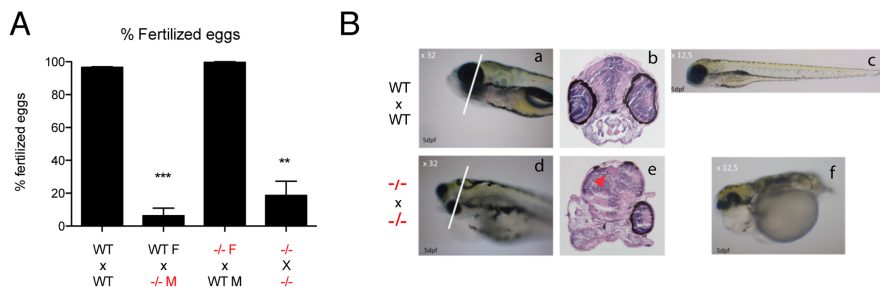 A
% Fertilized eggs
% fertilized eggs
100
80
60
40
20
0
***
**
WT
x
WT
WT F
x
-/- M
-/- F
x
WT M
-/-
X
-/-
B
WT
x
WT
x 32
a
5dpf
b
x 12,5
c
5dpf
-/-
x
-/-
x 32
d
5dpf
e
x 12,5
f
5dpf